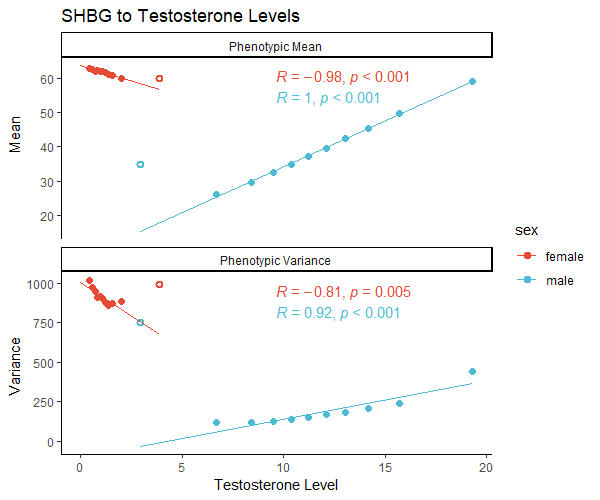 SHBG to Testosterone Levels
Phenotypic Mean
60
50
40
30
20
Mean
R = −0.98, p < 0.001
R = 1, p < 0.001
sex
female
male
Phenotypic Variance
1000
750
500
250
0
Variance
R = −0.81, p = 0.005
R = 0.92, p < 0.001
0 5 10 15 20
Testosterone Level